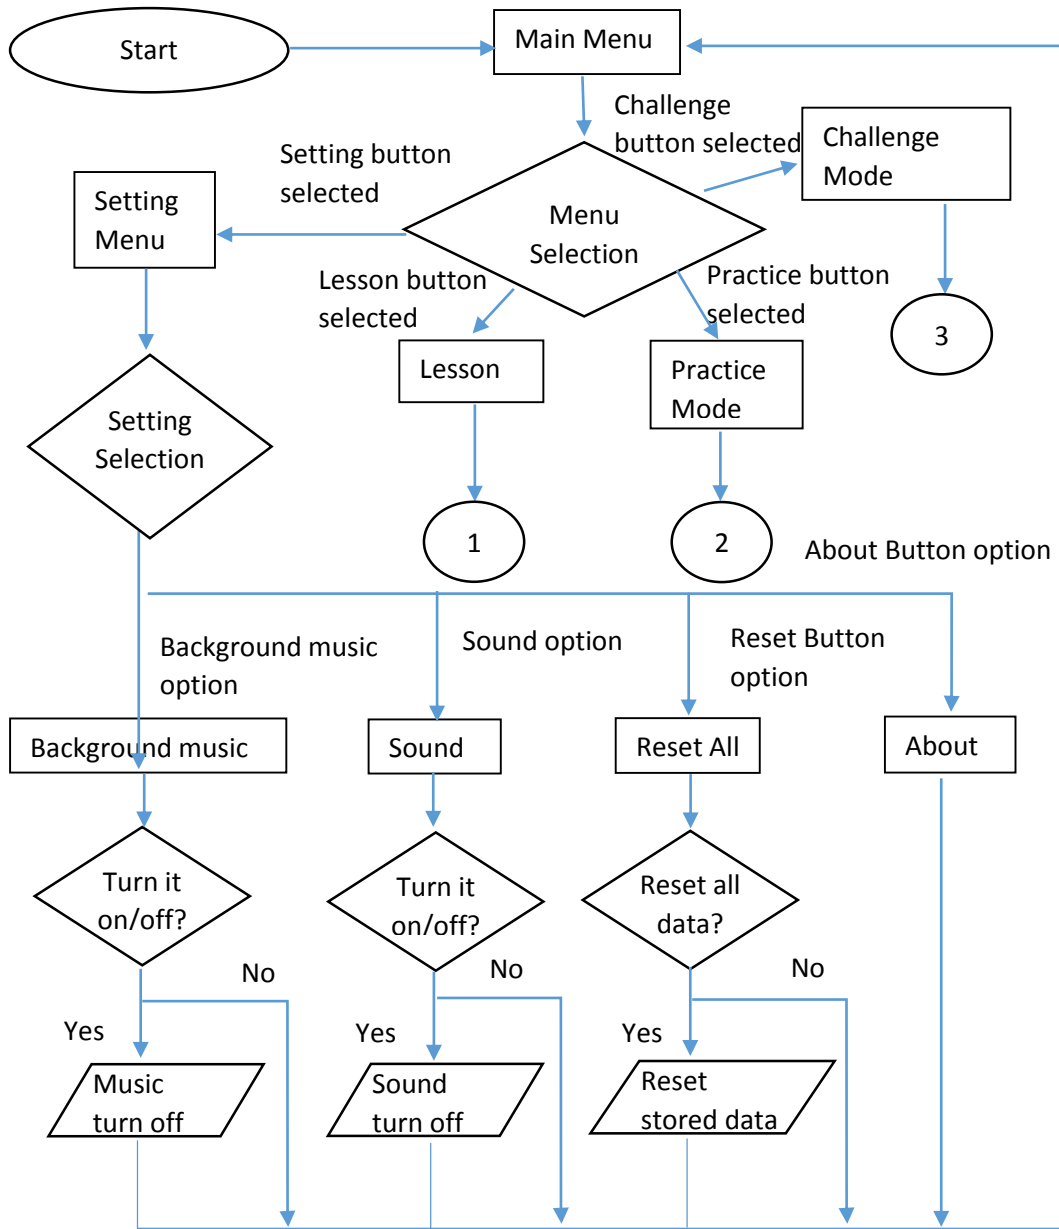 Start
Main Menu
Challenge
button selected
Challenge
Mode
Setting button
selected
Setting
Menu
Menu
Selection
Lesson button
selected
Practice button
selected
3
Lesson
Practice
Mode
Setting
Selection
1
2
About Button option
Background music
option
Sound option
Reset Button
option
Background music
Sound
Reset All
About
Turn it
on/off?
Turn it
on/off?
Reset all
data?
No
No
No
Yes
Yes
Yes
Music
turn off
Sound
turn off
Reset
stored data